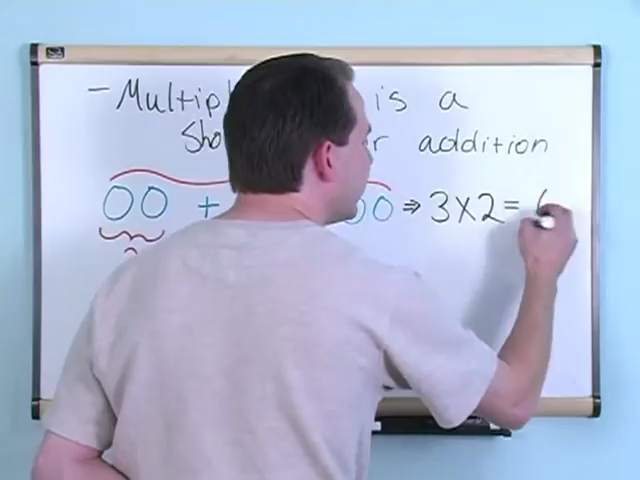 - Multipl is a
Sho r addition
OO + OO ⇒ 3x2= 6